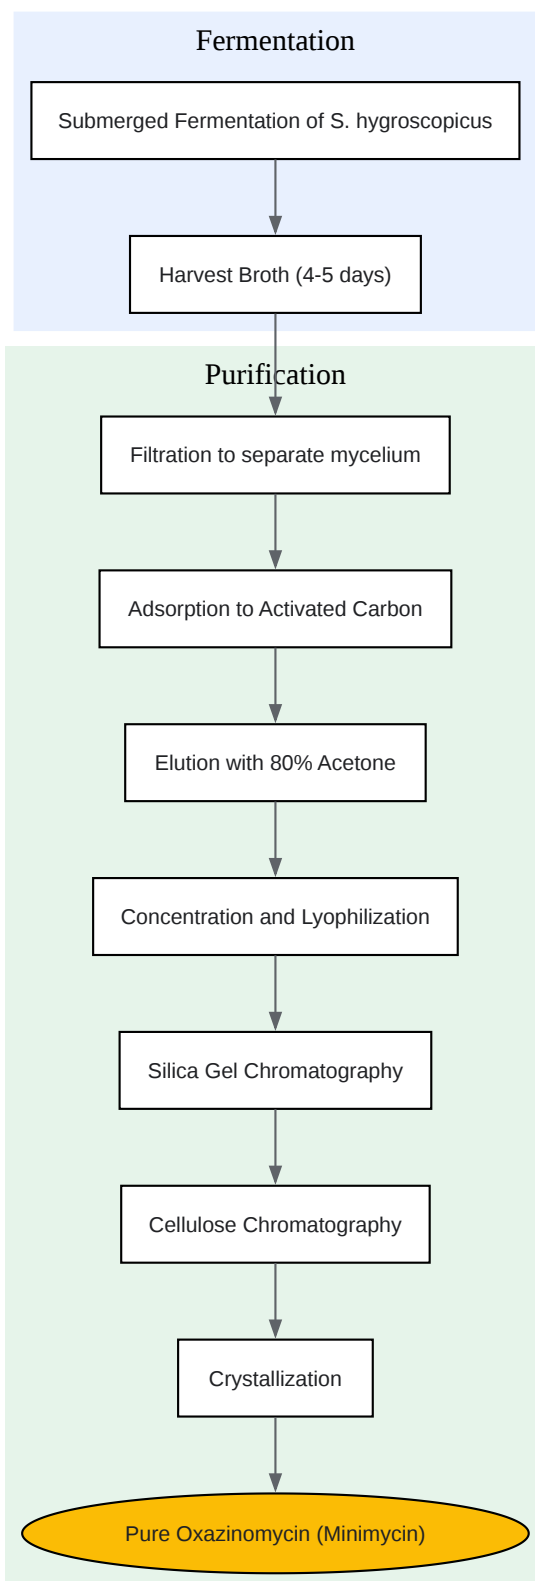 Fermentation
Submerged Fermentation of S. hygroscopicus
Harvest Broth (4-5 days)
Purification
Filtration to separate mycelium
Adsorption to Activated Carbon
Elution with 80% Acetone
Concentration and Lyophilization
Silica Gel Chromatography
Cellulose Chromatography
Crystallization
Pure Oxazinomycin (Minimycin)